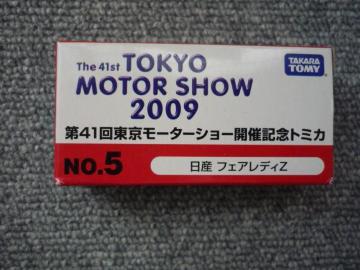 The 41st TOKYO
MOTOR SHOW
2009
TAKARA
TOMY
第41回東京モーターショー開催記念トミカ
NO.5
日産 フェアレディZ